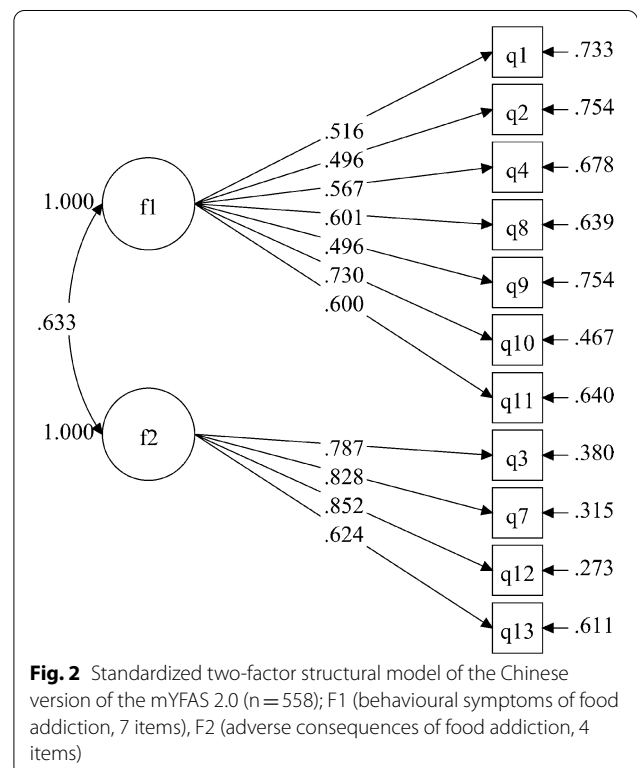 q1 .733
q2 .754
.516
.496
q4 .678
.567
1.000 f1
.601
q8 .639
.496
.730
q9 .754
.600
.633
q10 .467
q11 .640
1.000 f2
.787
q3 .380
.828
.852
q7 .315
.624
q12 .273
q13 .611
Fig. 2 Standardized two-factor structural model of the Chinese
version of the mYFAS 2.0 (n = 558); F1 (behavioural symptoms of food
addiction, 7 items), F2 (adverse consequences of food addiction, 4
items)